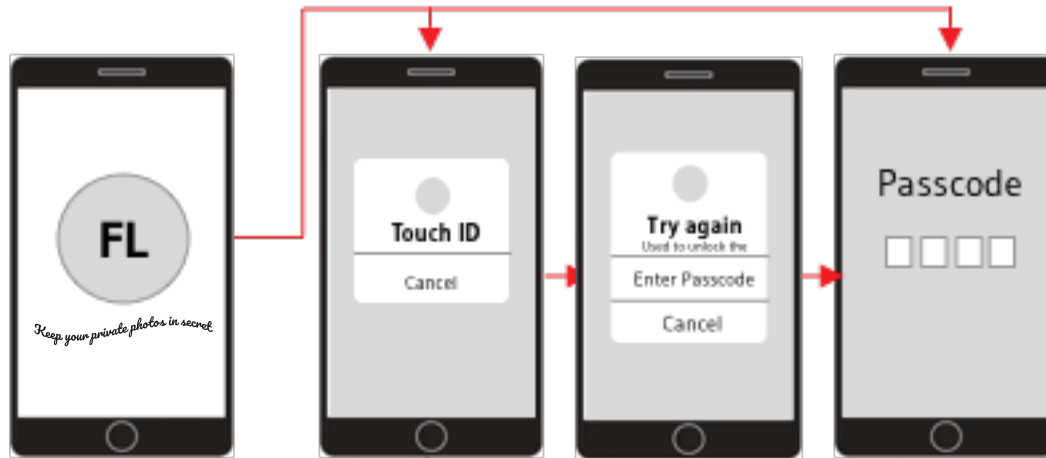 FL
Keep your private photos in secret
Touch ID
Cancel
Try again
Used to unlock the
Enter Passcode
Cancel
Passcode